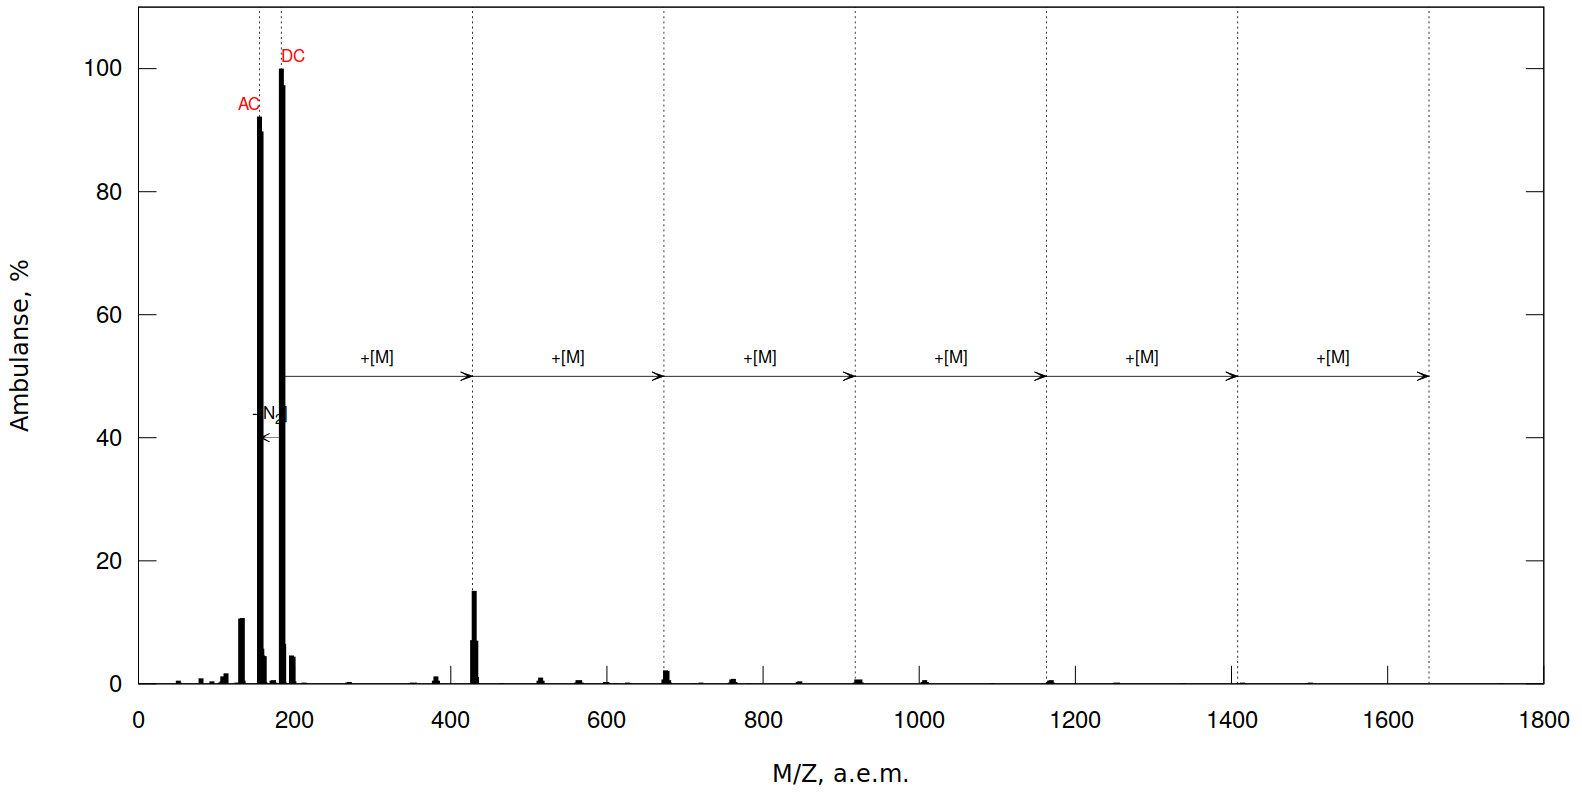 DC
100
AC
80
60
+[M] +[M] +[M] +[M] +[M] +[M]
-N₂
40
20
0
0 200 400 600 800 1000 1200 1400 1600 1800
Ambulanse, %
M/Z, a.e.m.